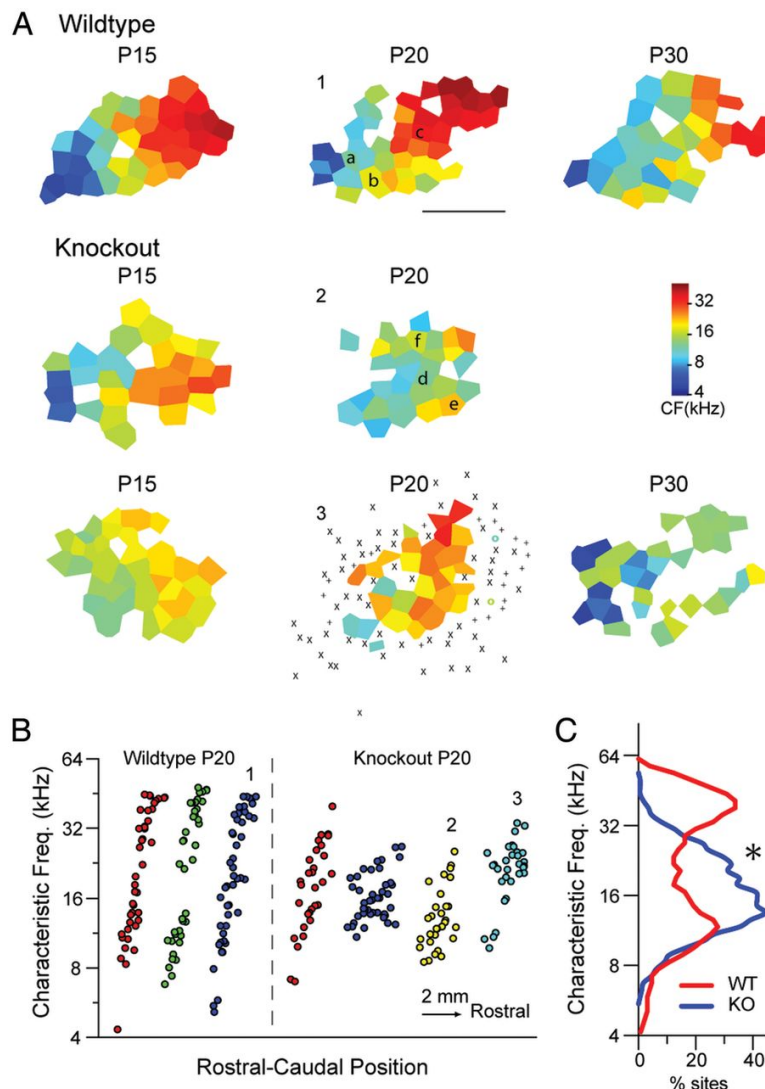 A Wildtype
P15 P20 P30
1
a b c
Knockout
P15 P20
2
f d e
32
16
8
4
CF(kHz)
P15 P20 P30
3
B C
Wildtype P20 Knockout P20
1 2 3
Characteristic Freq. (kHz)
64
32
16
8
4
2 mm
Rostral
Rostral-Caudal Position
Characteristic Freq. (kHz)
64
32
16
8
4
*
WT
KO
0 20 40
% sites